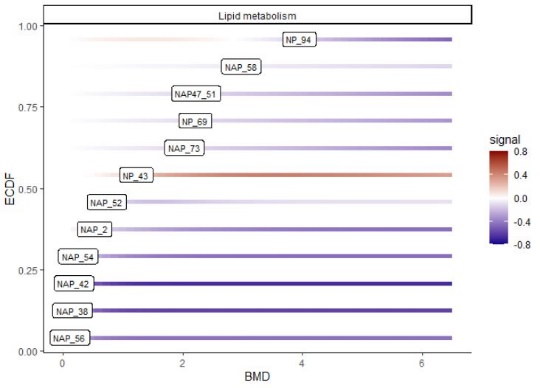 Lipid metabolism
1.00
NP_94
NAP_58
NAP47_51
0.75
NP_69
NAP_73
NP_43
0.50
NAP_52
NAP_2
NAP_54
0.25
NAP_42
NAP_38
NAP_56
0.00
0 2 4 6
BMD
ECDF
signal
0.8
0.4
0.0
-0.4
-0.8